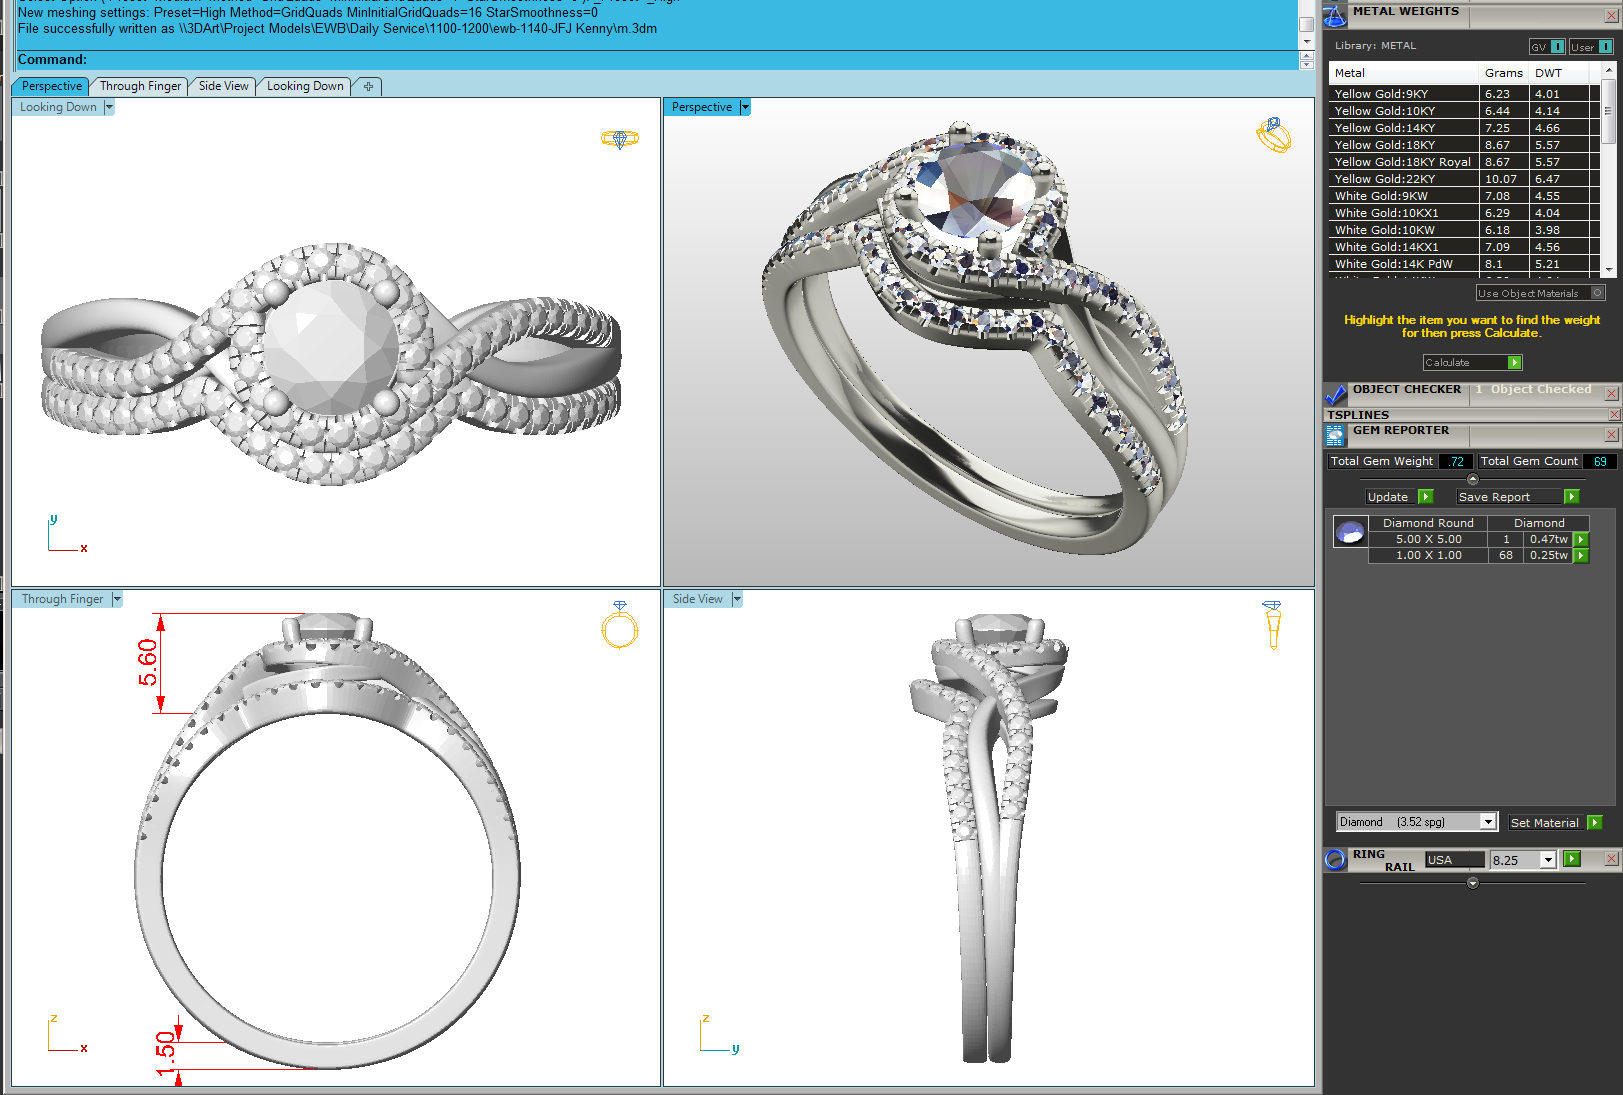 New meshing settings: Preset=High Method=GridQuads MinInitialGridQuads=16 StarSmoothness=0
File successfully written as \\3DArt\Project Models\EWB\Daily Service\1100-1200\ewb-1140-JFJ Kenny\m.3dm
Command:
Perspective Through Finger Side View Looking Down
Looking Down
y
x
Perspective
Through Finger
5.60
1.50
z
x
Side View
z
y
METAL WEIGHTS
Library: METAL GV User
Metal Grams DWT
Yellow Gold:9KY 6.23 4.01
Yellow Gold:10KY 6.44 4.14
Yellow Gold:14KY 7.25 4.66
Yellow Gold:18KY 8.67 5.57
Yellow Gold:18KY Royal 8.67 5.57
Yellow Gold:22KY 10.07 6.47
White Gold:9KW 7.08 4.55
White Gold:10KX1 6.29 4.04
White Gold:10KW 6.18 3.98
White Gold:14KX1 7.09 4.56
White Gold:14K PdW 8.1 5.21
Use Object Materials
Highlight the item you want to find the weight
for then press Calculate.
Calculate
OBJECT CHECKER 1 Object Checked
TSPLINES
GEM REPORTER
Total Gem Weight .72 Total Gem Count 69
Update Save Report
Diamond Round Diamond
5.00 X 5.00 1 0.47tw
1.00 X 1.00 68 0.25tw
Diamond (3.52 spg) Set Material
RING
RAIL USA 8.25